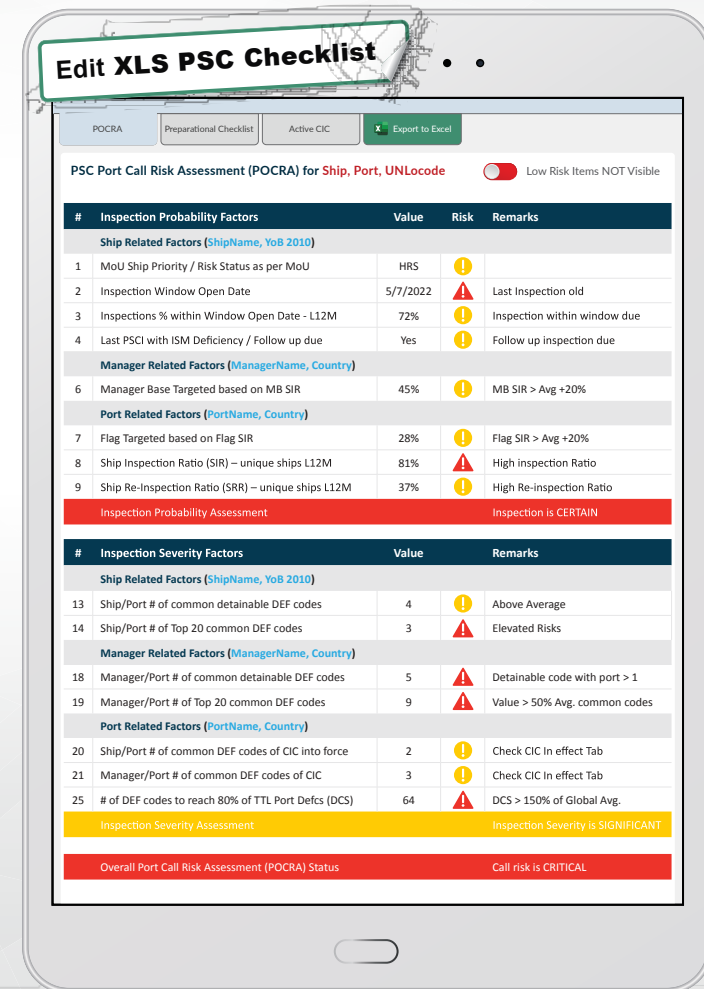 Edit XLS PSC Checklist
POCRA Preparational Checklist Active CIC Export to Excel
PSC Port Call Risk Assessment (POCRA) for Ship, Port, UNLocode Low Risk Items NOT Visible
# Inspection Probability Factors Value Risk Remarks
Ship Related Factors (ShipName, YoB 2010)
1 MoU Ship Priority / Risk Status as per MoU HRS
2 Inspection Window Open Date 5/7/2022 Last Inspection old
3 Inspections % within Window Open Date - L12M 72% Inspection within window due
4 Last PSCI with ISM Deficiency / Follow up due Yes Follow up inspection due
Manager Related Factors (ManagerName, Country)
6 Manager Base Targeted based on MB SIR 45% MB SIR > Avg +20%
Port Related Factors (PortName, Country)
7 Flag Targeted based on Flag SIR 28% Flag SIR > Avg +20%
8 Ship Inspection Ratio (SIR) – unique ships L12M 81% High inspection Ratio
9 Ship Re-Inspection Ratio (SRR) – unique ships L12M 37% High Re-inspection Ratio
Inspection Probability Assessment Inspection is CERTAIN
# Inspection Severity Factors Value Remarks
Ship Related Factors (ShipName, YoB 2010)
13 Ship/Port # of common detainable DEF codes 4 Above Average
14 Ship/Port # of Top 20 common DEF codes 3 Elevated Risks
Manager Related Factors (ManagerName, Country)
18 Manager/Port # of common detainable DEF codes 5 Detainable code with port > 1
19 Manager/Port # of Top 20 common DEF codes 9 Value > 50% Avg. common codes
Port Related Factors (PortName, Country)
20 Ship/Port # of common DEF codes of CIC into force 2 Check CIC In effect Tab
21 Manager/Port # of common DEF codes of CIC 3 Check CIC In effect Tab
25 # of DEF codes to reach 80% of TTL Port Defcs (DCS) 64 DCS > 150% of Global Avg.
Inspection Severity Assessment Inspection Severity is SIGNIFICANT
Overall Port Call Risk Assessment (POCRA) Status Call risk is CRITICAL